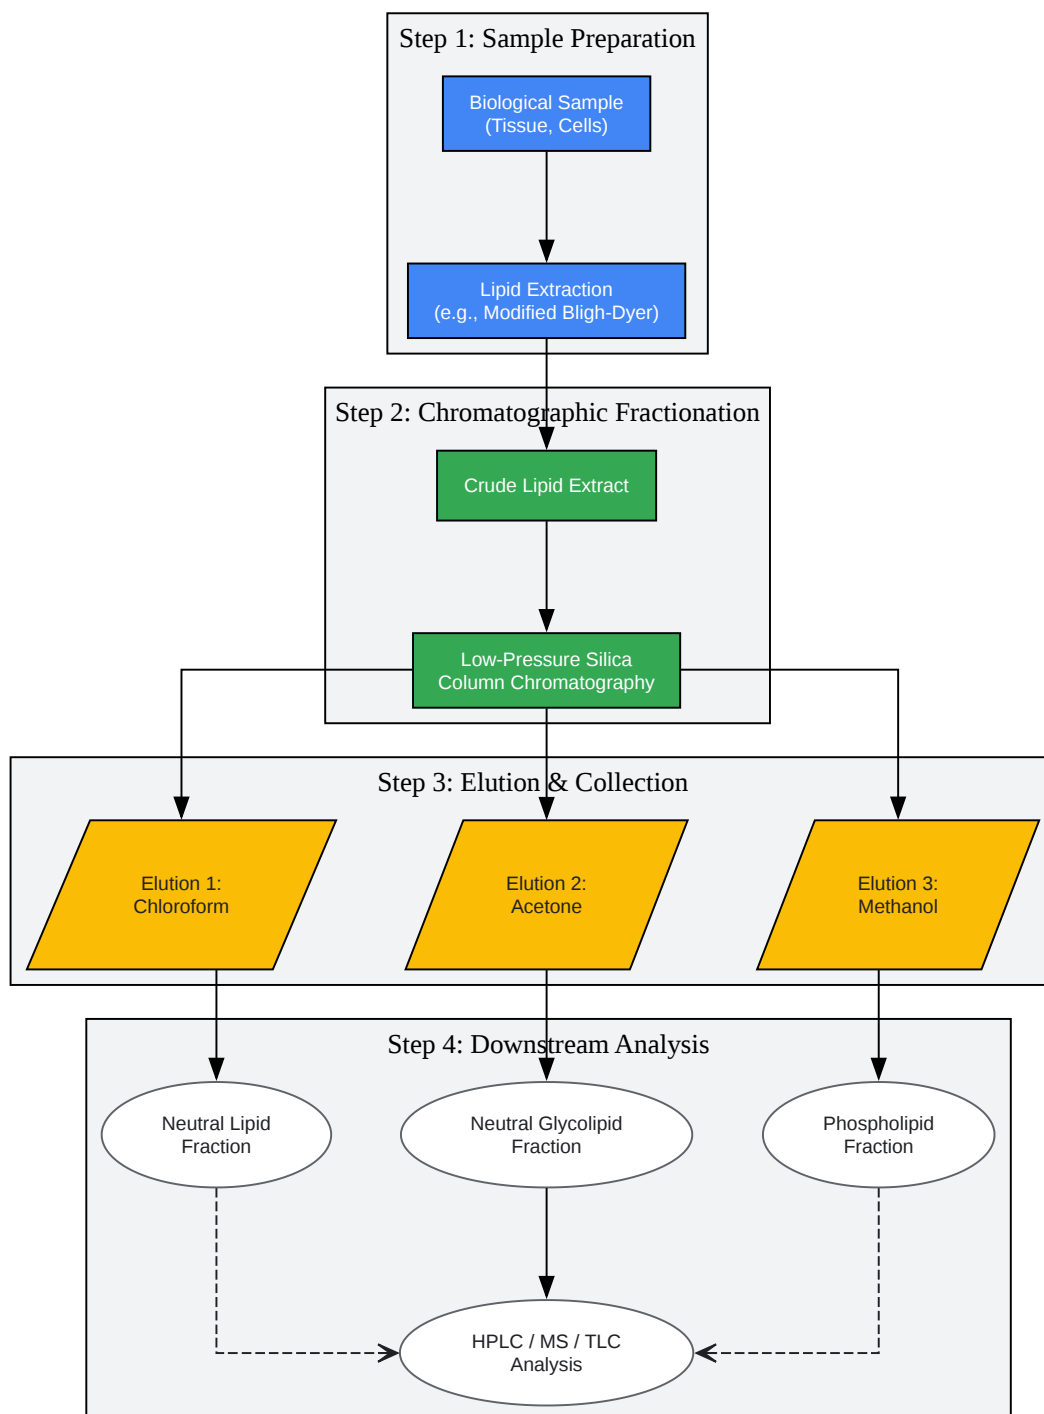 Step 1: Sample Preparation
Biological Sample
(Tissue, Cells)
Lipid Extraction
(e.g., Modified Bligh-Dyer)
Step 2: Chromatographic Fractionation
Crude Lipid Extract
Low-Pressure Silica
Column Chromatography
Step 3: Elution & Collection
Elution 1:
Chloroform
Elution 2:
Acetone
Elution 3:
Methanol
Step 4: Downstream Analysis
Neutral Lipid
Fraction
Neutral Glycolipid
Fraction
Phospholipid
Fraction
HPLC / MS / TLC
Analysis